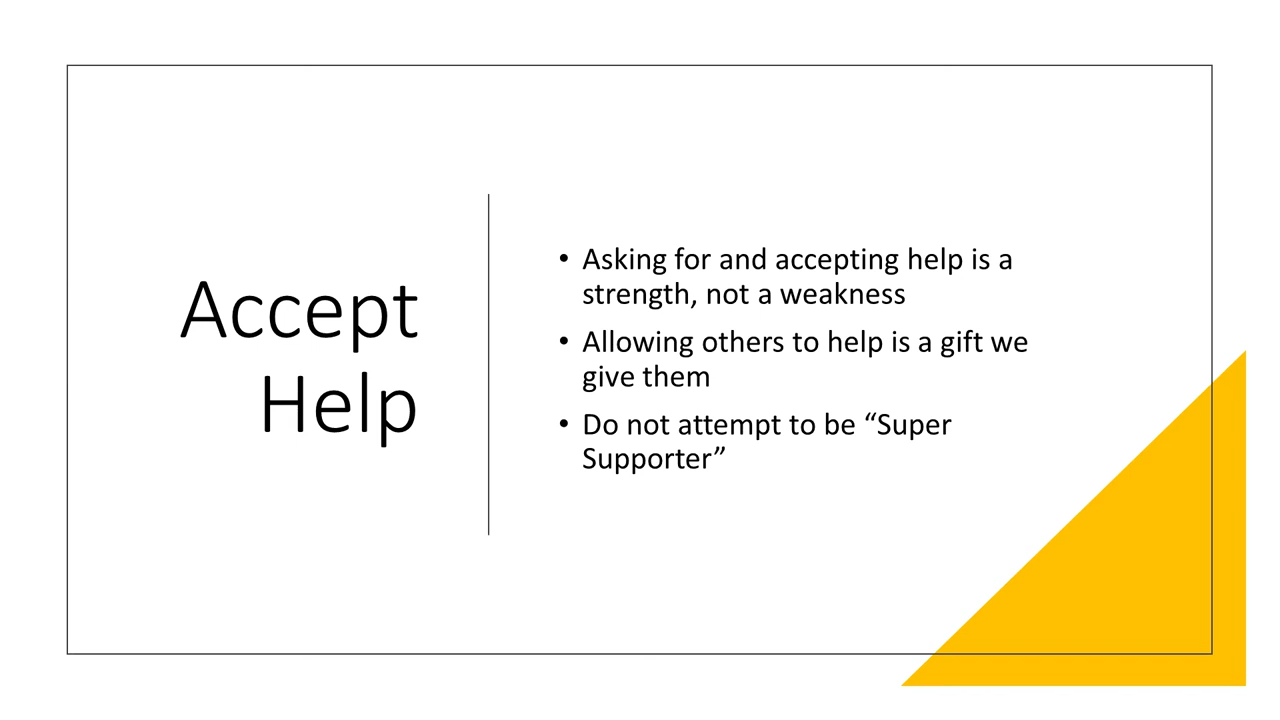 Accept
Help
• Asking for and accepting help is a
strength, not a weakness
• Allowing others to help is a gift we
give them
• Do not attempt to be “Super
Supporter”